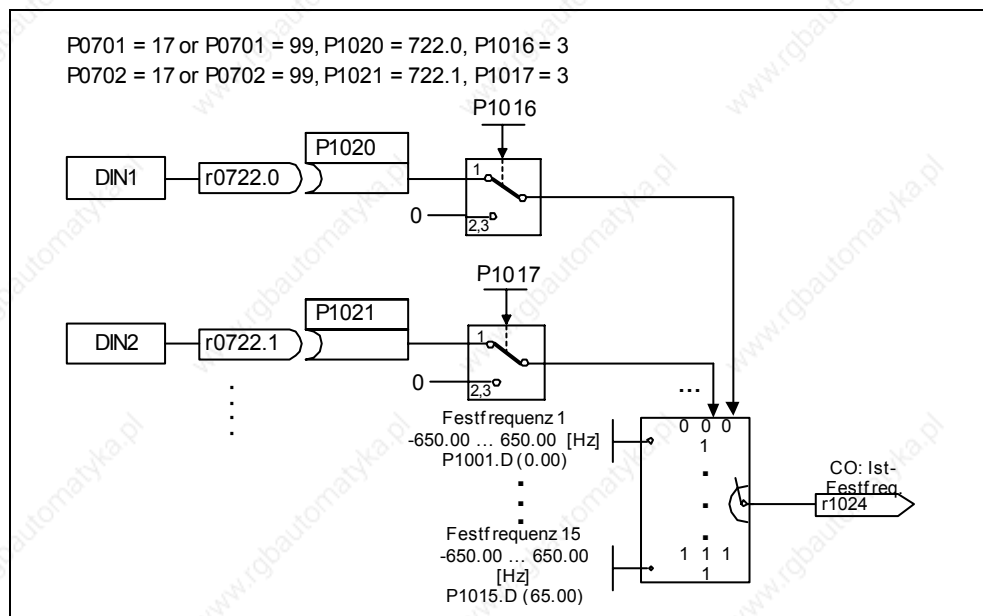 P0701 = 17 or P0701 = 99, P1020 = 722.0, P1016 = 3
P0702 = 17 or P0702 = 99, P1021 = 722.1, P1017 = 3
P1016
P1020
DIN1
r0722.0
1
0
2,3
P1017
P1021
DIN2
r0722.1
1
0
2,3
...
Festfrequenz 1
-650.00 ... 650.00 [Hz]
P1001.D (0.00)
0 0 0
1
CO: Ist-
Festfreq.
r1024
Festfrequenz 15
-650.00 ... 650.00
[Hz]
P1015.D (65.00)
1 1 1
1
www.rgbautomatyka.pl